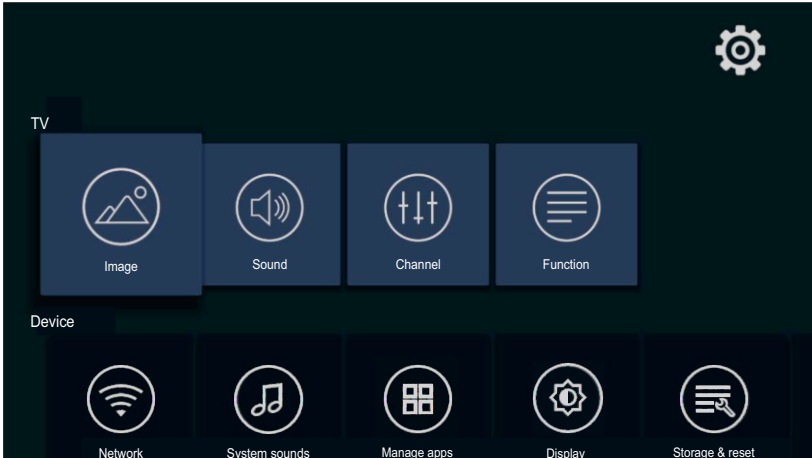 TV
Image
Sound
Channel
Function
Device
Network
System sounds
Manage apps
Display
Storage & reset